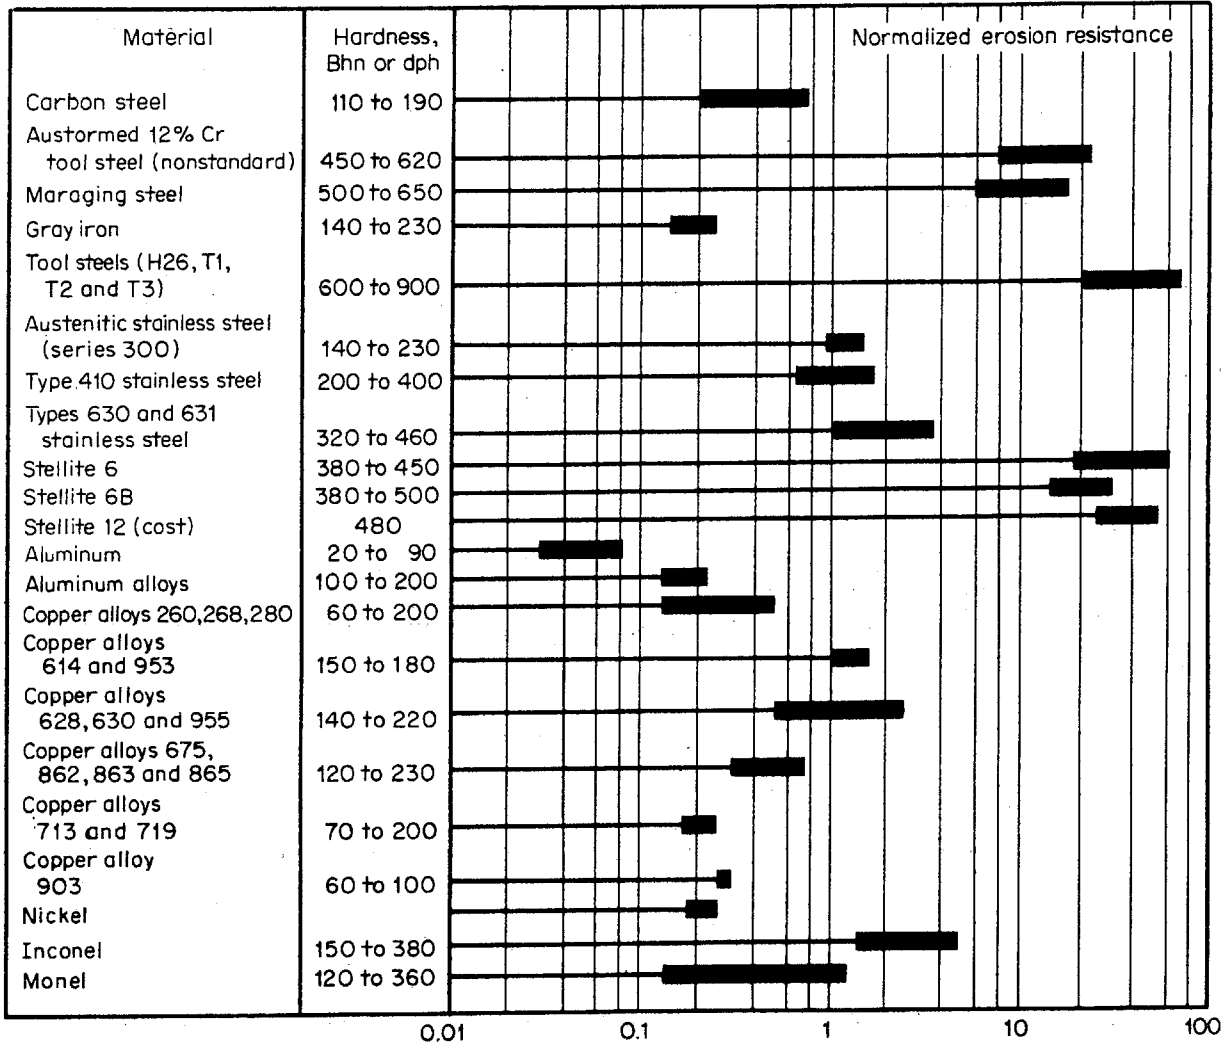 Material
Hardness,
Bhn or dph
Normalized erosion resistance
Carbon steel 110 to 190
Austormed 12% Cr
tool steel (nonstandard) 450 to 620
Maraging steel 500 to 650
Gray iron 140 to 230
Tool steels (H26, T1,
T2 and T3) 600 to 900
Austenitic stainless steel
(series 300) 140 to 230
Type 410 stainless steel 200 to 400
Types 630 and 631
stainless steel 320 to 460
Stellite 6 380 to 450
Stellite 6B 380 to 500
Stellite 12 (cost) 480
Aluminum 20 to 90
Aluminum alloys 100 to 200
Copper alloys 260,268,280 60 to 200
Copper alloys
614 and 953 150 to 180
Copper alloys
628,630 and 955 140 to 220
Copper alloys 675,
862,863 and 865 120 to 230
Copper alloys
713 and 719 70 to 200
Copper alloy
903 60 to 100
Nickel
Inconel 150 to 380
Monel 120 to 360
0.01 0.1 1 10 100